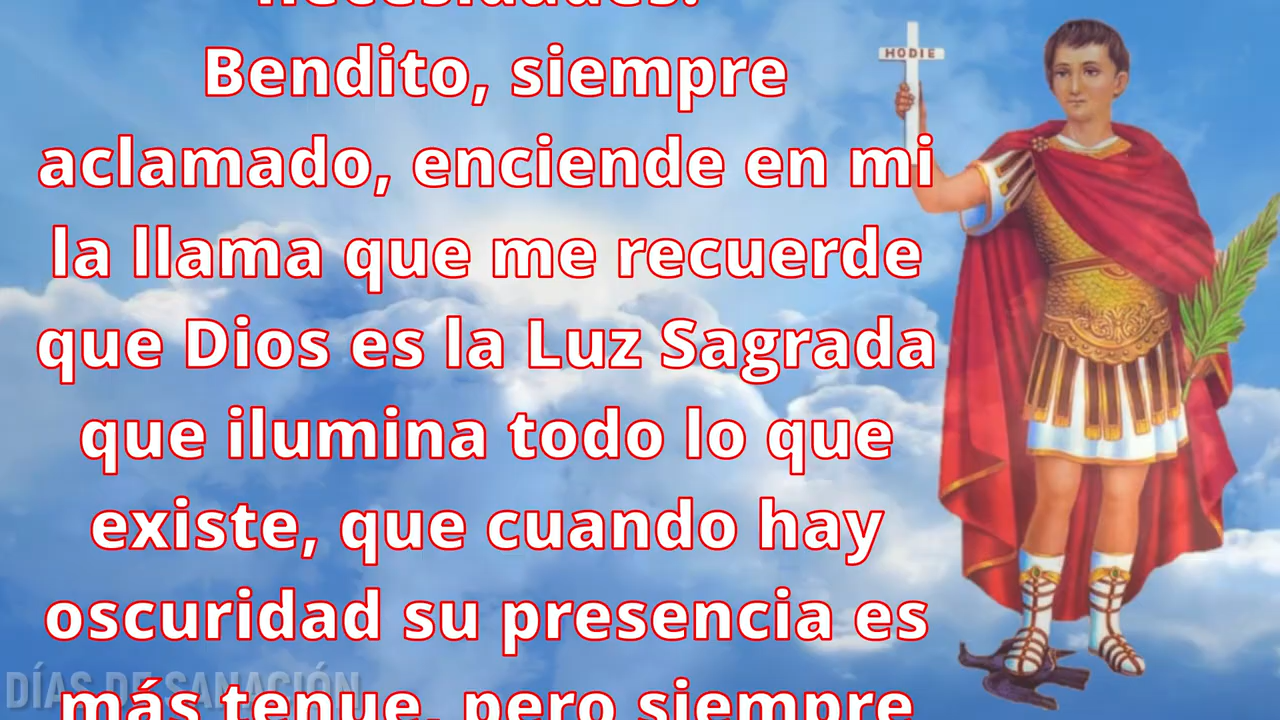 necesidades.
Bendito, siempre
aclamado, enciende en mi
la llama que me recuerde
que Dios es la Luz Sagrada
que ilumina todo lo que
existe, que cuando hay
oscuridad su presencia es
más tenue, pero siempre
HODIE
DÍAS DE SANACIÓN